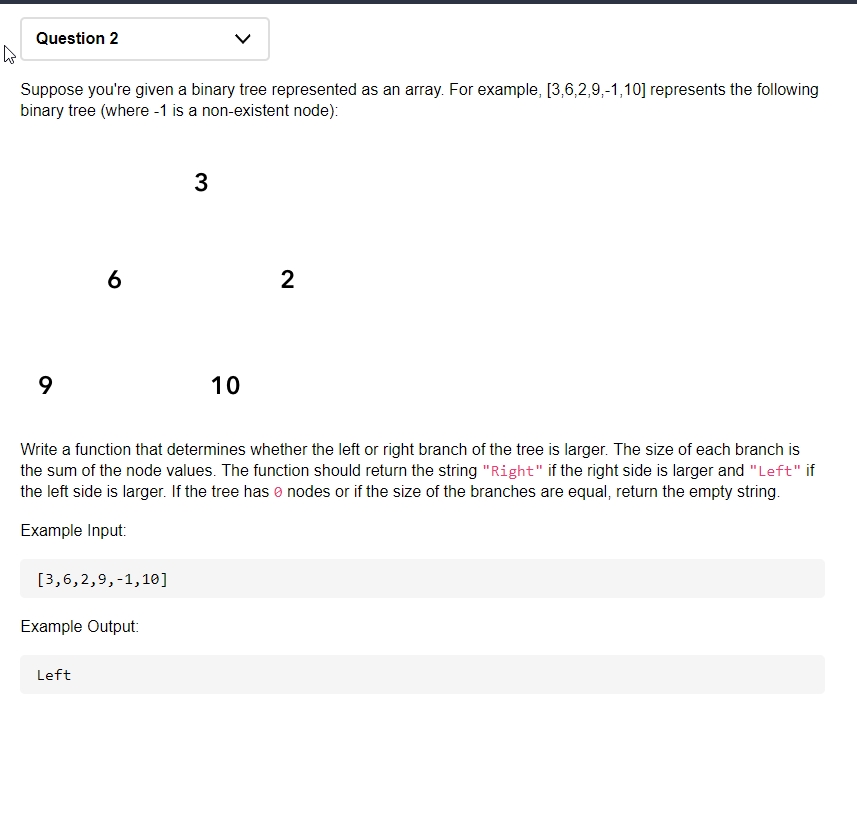 Question 2
Suppose you're given a binary tree represented as an array. For example, [3,6,2,9,-1,10] represents the following
binary tree (where -1 is a non-existent node):
3
6 2
9 10
Write a function that determines whether the left or right branch of the tree is larger. The size of each branch is
the sum of the node values. The function should return the string "Right" if the right side is larger and "Left" if
the left side is larger. If the tree has 0 nodes or if the size of the branches are equal, return the empty string.
Example Input:
[3,6,2,9,-1,10]
Example Output:
Left